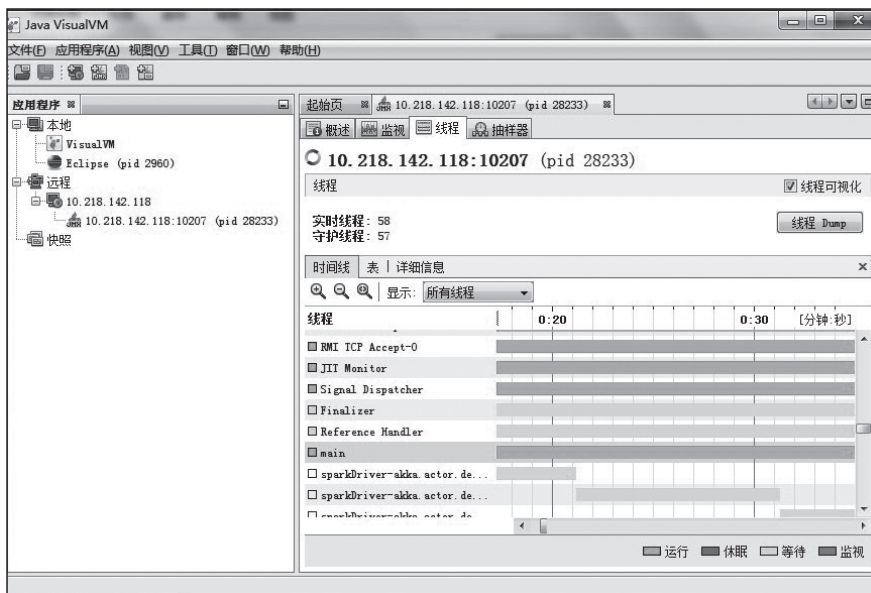 Java VisualVM
文件(F) 应用程序(A) 视图(V) 工具(T) 窗口(W) 帮助(H)
应用程序
本地
VisualVM
Eclipse (pid 2960)
远程
10.218.142.118
10.218.142.118:10207 (pid 28233)
快照
起始页 10.218.142.118:10207 (pid 28233)
概述 监视 线程 抽样器
10.218.142.118:10207 (pid 28233)
线程 线程可视化
实时线程: 58
守护线程: 57
线程 Dump
时间线 表 详细信息
显示: 所有线程
线程 0:20 0:30 [分钟:秒]
RMI TCP Accept-0
JIT Monitor
Signal Dispatcher
Finalizer
Reference Handler
main
sparkDriver-akka.actor.de...
sparkDriver-akka.actor.de...
运行 休眠 等待 监视